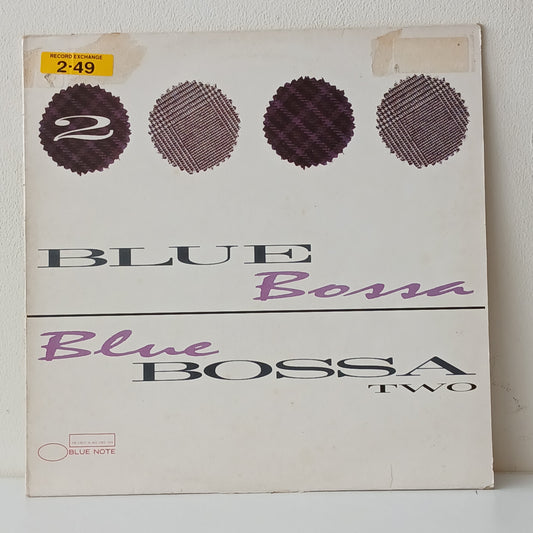 RECORD EXCHANGE
2·49
2
BLUE
Bossa
Blue
BOSSA
TWO
BLUE NOTE